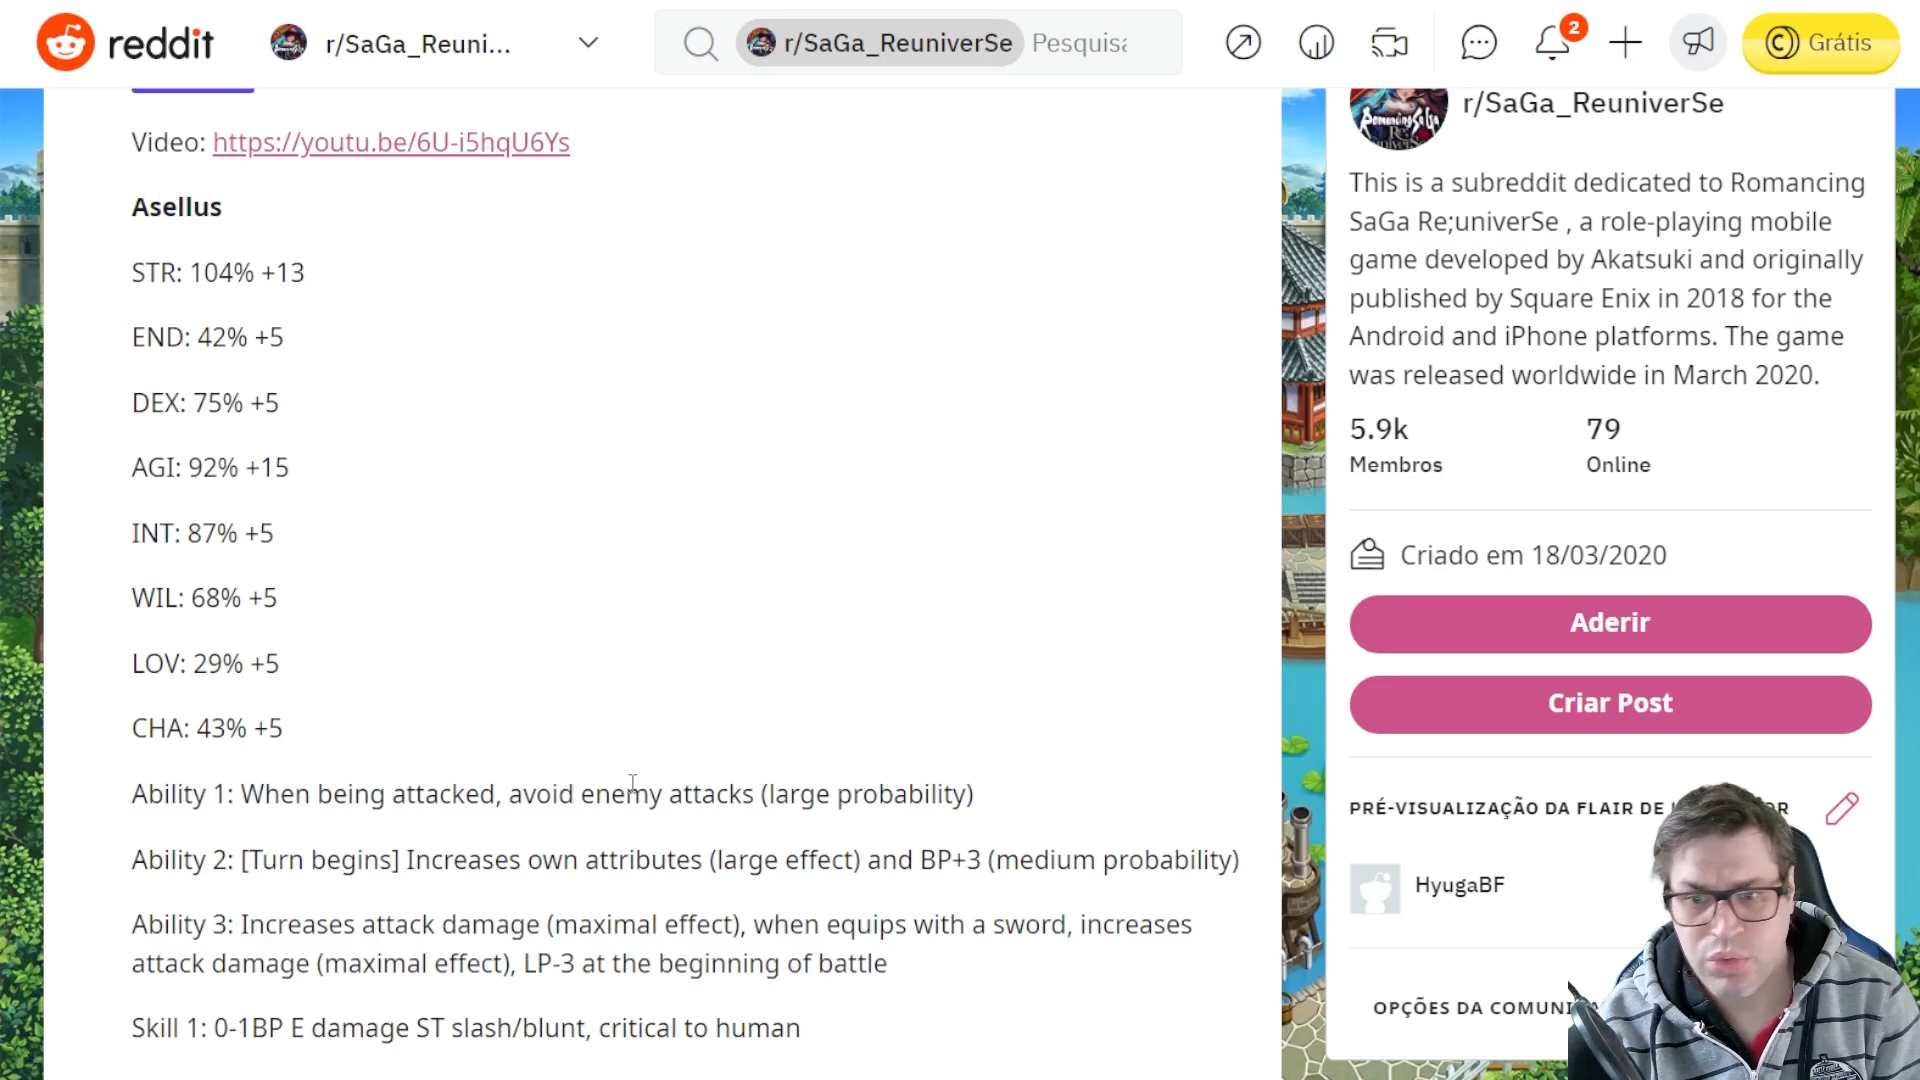 reddit
r/SaGa_Reuni...
r/SaGa_ReuniverSe
2
Grátis
Video: https://youtu.be/6U-i5hqU6Ys
Asellus
STR: 104% +13
END: 42% +5
DEX: 75% +5
AGI: 92% +15
INT: 87% +5
WIL: 68% +5
LOV: 29% +5
CHA: 43% +5
Ability 1: When being attacked, avoid enemy attacks (large probability)
Ability 2: [Turn begins] Increases own attributes (large effect) and BP+3 (medium probability)
Ability 3: Increases attack damage (maximal effect), when equips with a sword, increases
attack damage (maximal effect), LP-3 at the beginning of battle
Skill 1: 0-1BP E damage ST slash/blunt, critical to human
r/SaGa_ReuniverSe
This is a subreddit dedicated to Romancing
SaGa Re;univerSe , a role-playing mobile
game developed by Akatsuki and originally
published by Square Enix in 2018 for the
Android and iPhone platforms. The game
was released worldwide in March 2020.
5.9k
Membros
79
Online
Criado em 18/03/2020
Aderir
Criar Post
PRÉ-VISUALIZAÇÃO DA FLAIR DE
HyugaBF
OPÇÕES DA